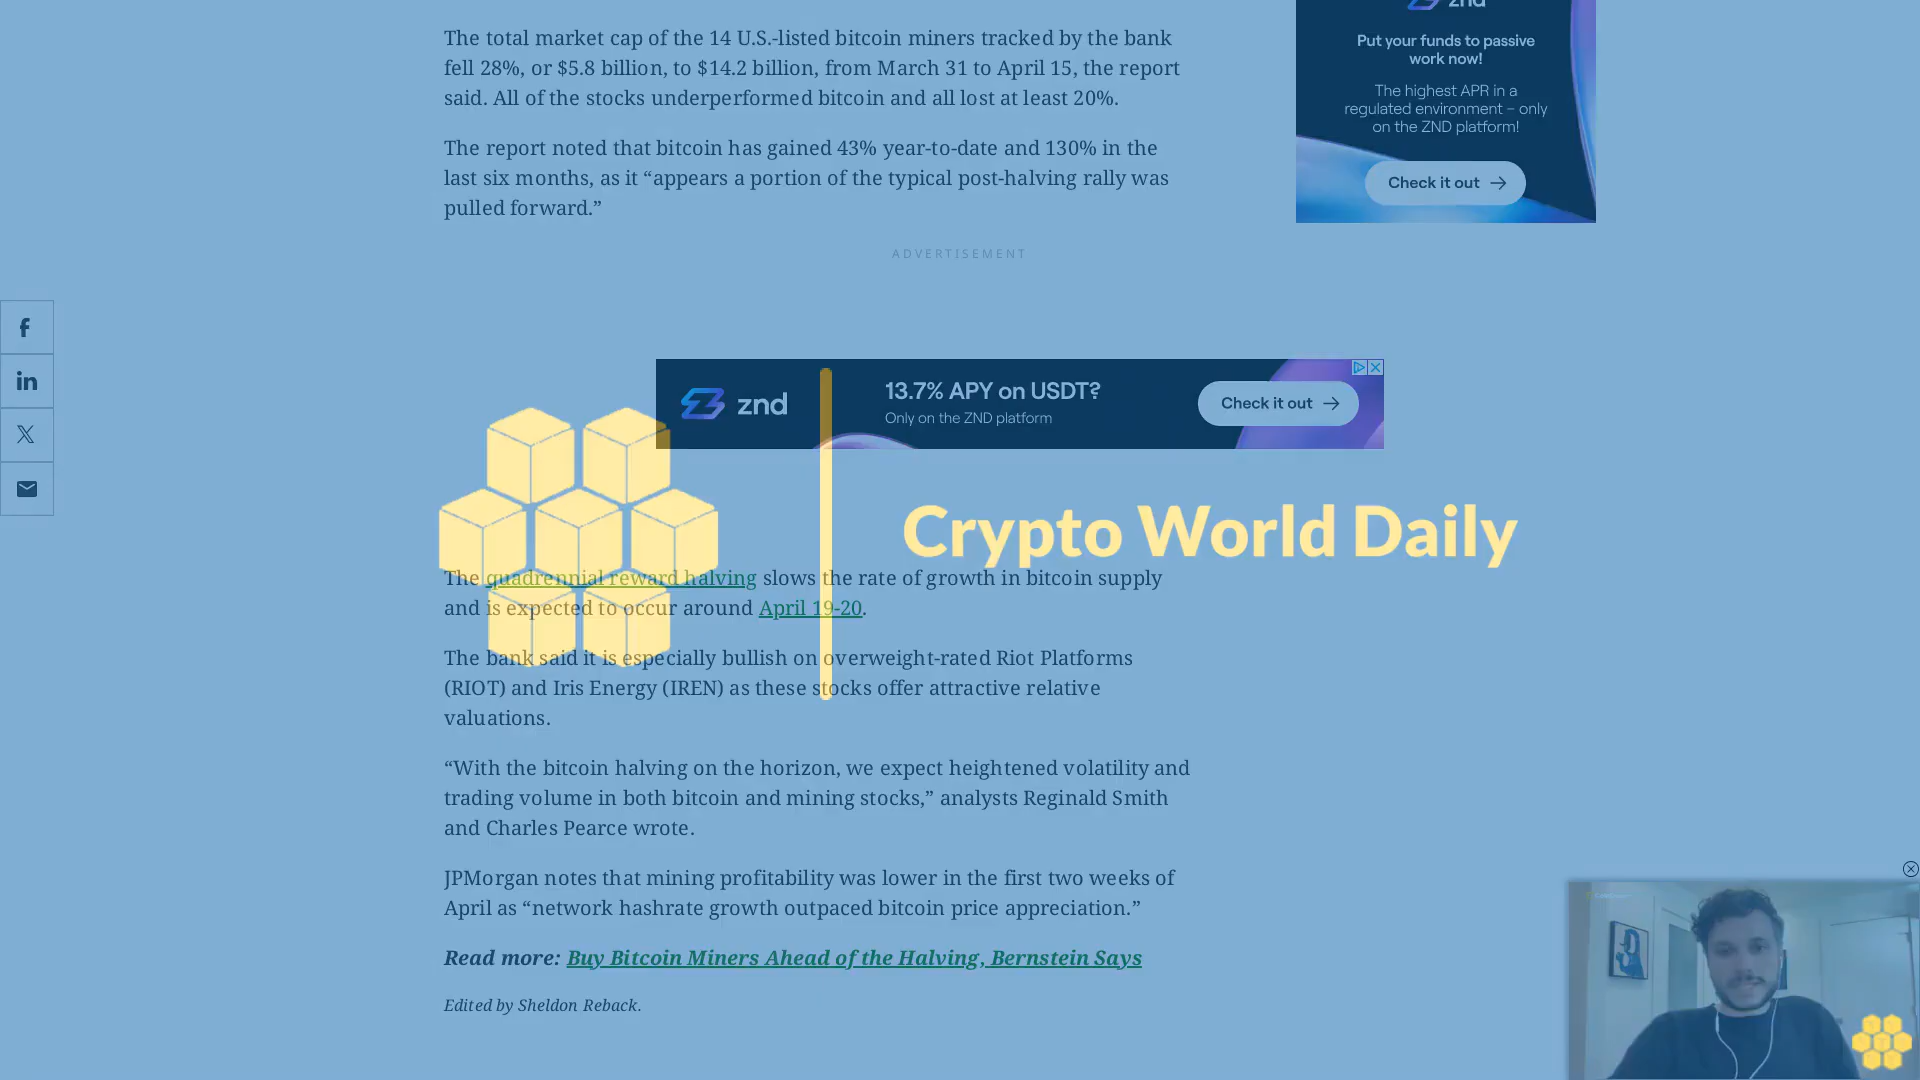 znd
Put your funds to passive
work now!
The highest APR in a
regulated environment – only
on the ZND platform!
Check it out →
The total market cap of the 14 U.S.-listed bitcoin miners tracked by the bank
fell 28%, or $5.8 billion, to $14.2 billion, from March 31 to April 15, the report
said. All of the stocks underperformed bitcoin and all lost at least 20%.
The report noted that bitcoin has gained 43% year-to-date and 130% in the
last six months, as it “appears a portion of the typical post-halving rally was
pulled forward.”
ADVERTISEMENT
znd
13.7% APY on USDT?
Only on the ZND platform
Check it out →
Crypto World Daily
The quadrennial reward halving slows the rate of growth in bitcoin supply
and is expected to occur around April 19-20.
The bank said it is especially bullish on overweight-rated Riot Platforms
(RIOT) and Iris Energy (IREN) as these stocks offer attractive relative
valuations.
“With the bitcoin halving on the horizon, we expect heightened volatility and
trading volume in both bitcoin and mining stocks,” analysts Reginald Smith
and Charles Pearce wrote.
JPMorgan notes that mining profitability was lower in the first two weeks of
April as “network hashrate growth outpaced bitcoin price appreciation.”
Read more: Buy Bitcoin Miners Ahead of the Halving, Bernstein Says
Edited by Sheldon Reback.